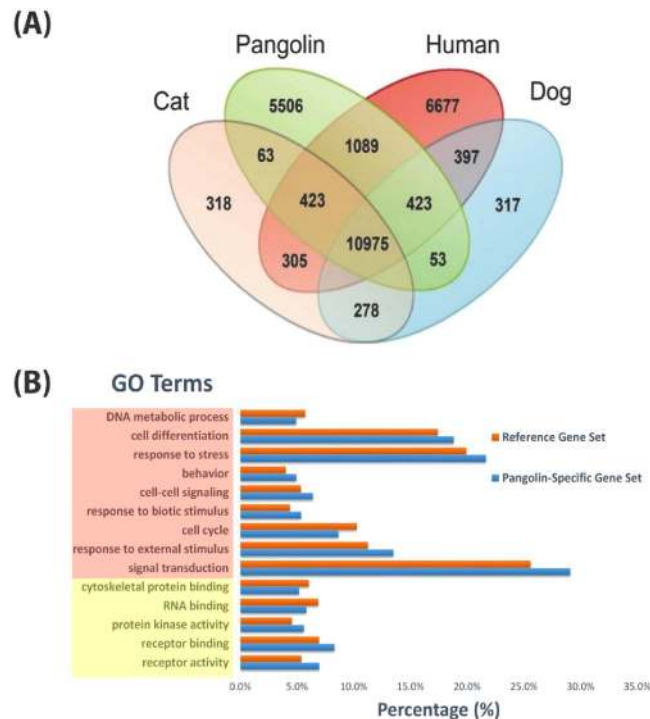 (A)
Pangolin
Human
Cat
Dog
5506
6677
63
1089
397
318
423
423
317
10975
305
53
278
(B)
GO Terms
DNA metabolic process
cell differentiation
response to stress
behavior
cell-cell signaling
response to biotic stimulus
cell cycle
response to external stimulus
signal transduction
cytoskeletal protein binding
RNA binding
protein kinase activity
receptor binding
receptor activity
Reference Gene Set
Pangolin-Specific Gene Set
0.0% 5.0% 10.0% 15.0% 20.0% 25.0% 30.0% 35.0%
Percentage (%)